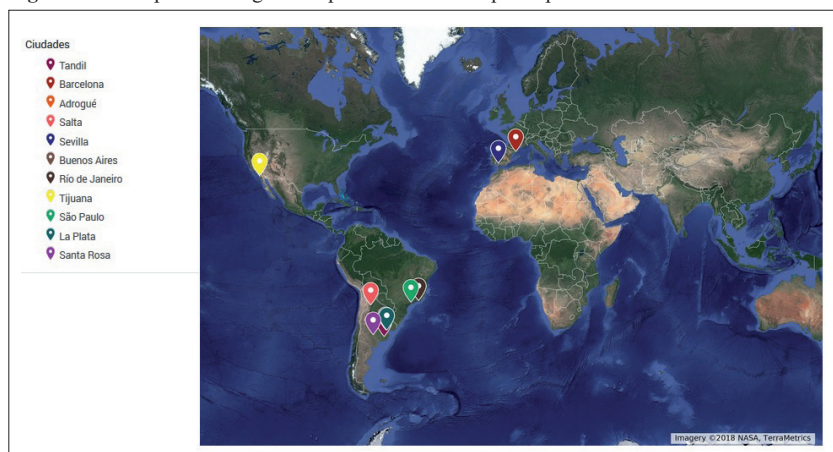 Ciudades
Tandil
Barcelona
Adrogué
Salta
Sevilla
Buenos Aires
Río de Janeiro
Tijuana
São Paulo
La Plata
Santa Rosa
Imagery ©2018 NASA, TerraMetrics